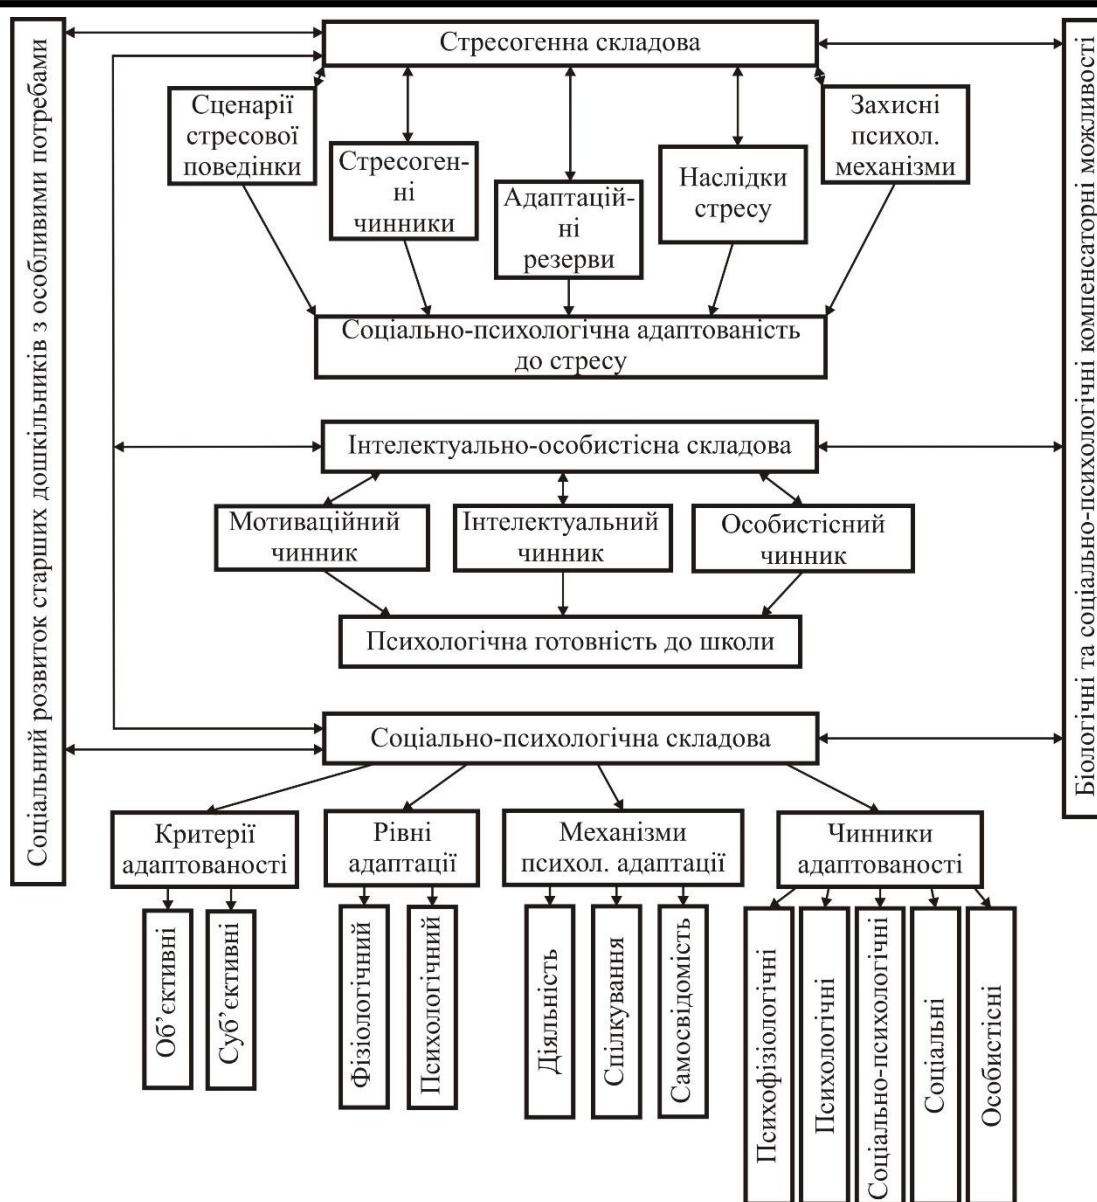 Соціальний розвиток старших дошкільників з особливими потребами
Стресогенна складова
Біологічні та соціально-психологічні компенсаторні можливості
Сценарії
стресової
поведінки
Стресоген-
ні
чинники
Адаптацій-
ні
резерви
Наслідки
стресу
Захисні
психол.
механізми
Соціально-психологічна адаптованість
до стресу
Інтелектуально-особистісна складова
Мотиваційний
чинник
Інтелектуальний
чинник
Особистісний
чинник
Психологічна готовність до школи
Соціально-психологічна складова
Критерії
адаптованості
Рівні
адаптації
Механізми
психол. адаптації
Чинники
адаптованості
Об’єктивні
Суб’єктивні
Фізіологічний
Психологічний
Діяльність
Спілкування
Самосвідомість
Психофізіологічні
Психологічні
Соціально-психологічні
Соціальні
Особистісні